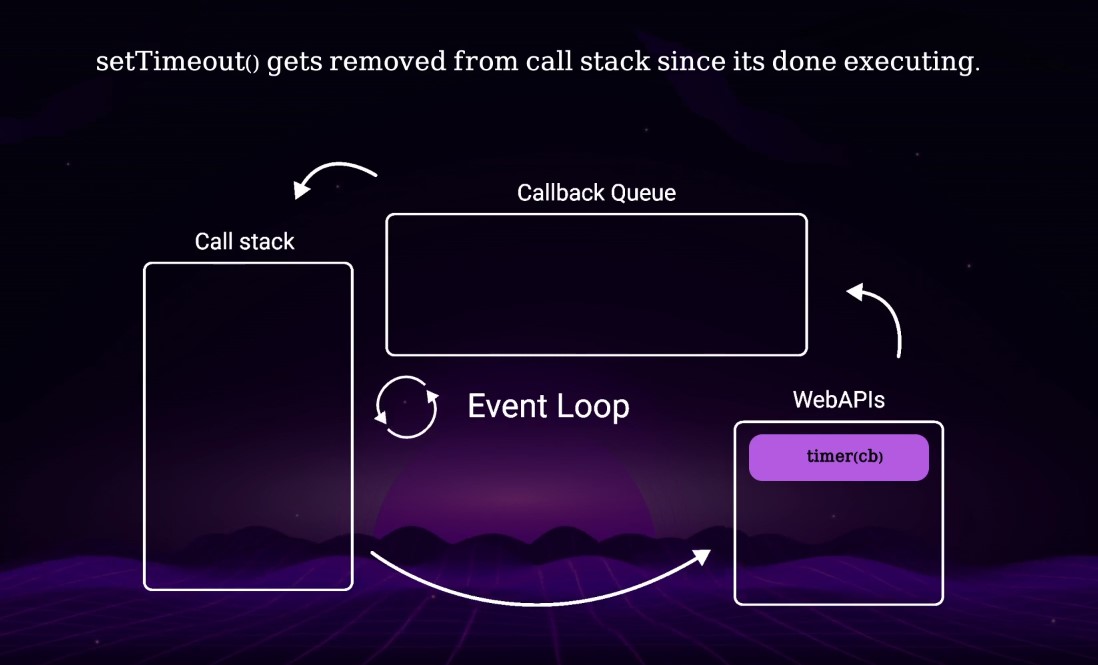 setTimeout() gets removed from call stack since its done executing.
Callback Queue
Call stack
Event Loop
WebAPIs
timer(cb)